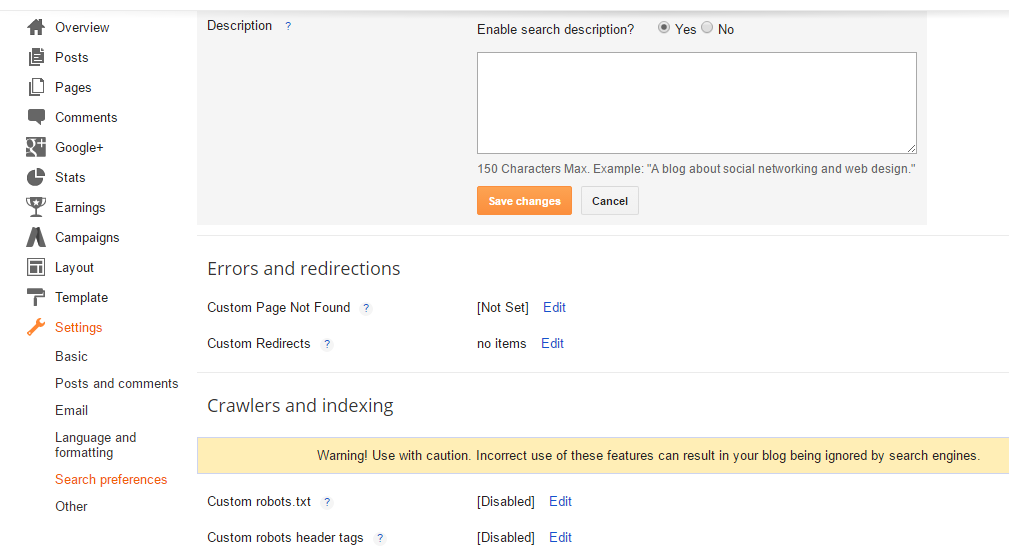 Overview
Posts
Pages
Comments
Google+
Stats
Earnings
Campaigns
Layout
Template
Settings
Basic
Posts and comments
Email
Language and
formatting
Search preferences
Other
Description ?
Enable search description? Yes No
150 Characters Max. Example: "A blog about social networking and web design."
Save changes Cancel
Errors and redirections
Custom Page Not Found ? [Not Set] Edit
Custom Redirects ? no items Edit
Crawlers and indexing
Warning! Use with caution. Incorrect use of these features can result in your blog being ignored by search engines.
Custom robots.txt ? [Disabled] Edit
Custom robots header tags ? [Disabled] Edit